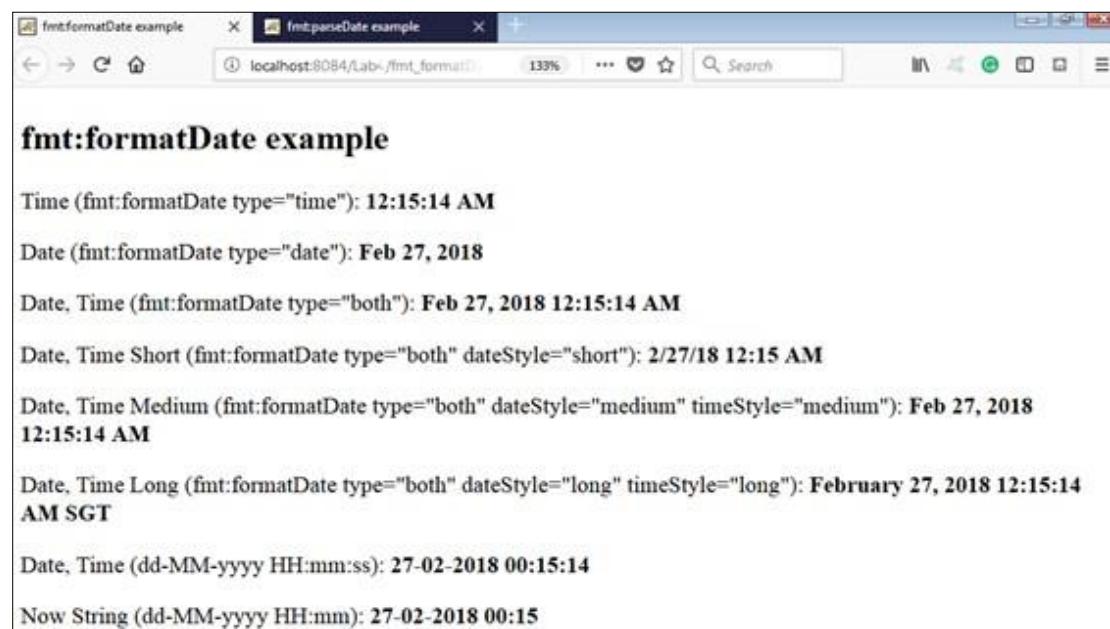 fmt:formatDate example
fmt:parseDate example
localhost:8084/Lab
133%
Search
fmt:formatDate example
Time (fmt:formatDate type="time"): 12:15:14 AM
Date (fmt:formatDate type="date"): Feb 27, 2018
Date, Time (fmt:formatDate type="both"): Feb 27, 2018 12:15:14 AM
Date, Time Short (fmt:formatDate type="both" dateStyle="short"): 2/27/18 12:15 AM
Date, Time Medium (fmt:formatDate type="both" dateStyle="medium" timeStyle="medium"): Feb 27, 2018
12:15:14 AM
Date, Time Long (fmt:formatDate type="both" dateStyle="long" timeStyle="long"): February 27, 2018 12:15:14
AM SGT
Date, Time (dd-MM-yyyy HH:mm:ss): 27-02-2018 00:15:14
Now String (dd-MM-yyyy HH:mm): 27-02-2018 00:15